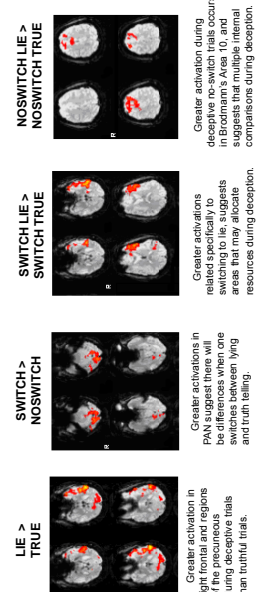 LIE >
TRUE
Greater activation in
ight frontal and regions
f the precuneous
uring deceptive trials
han truthful trials.
SWITCH >
NOSWITCH
R
Greater activations in
PAN suggest there will
be differences when one
switches between lying
and truth telling.
SWITCH LIE >
SWITCH TRUE
R
Greater activations
related specifically to
switching to lie, suggests
areas that may allocate
resources during deception.
NOSWITCH LIE >
NOSWITCH TRUE
R
Greater activation during
deceptive no-switch trials occur
in Brodmann's Area 10, and
suggests that multiple internal
comparisons during deception.